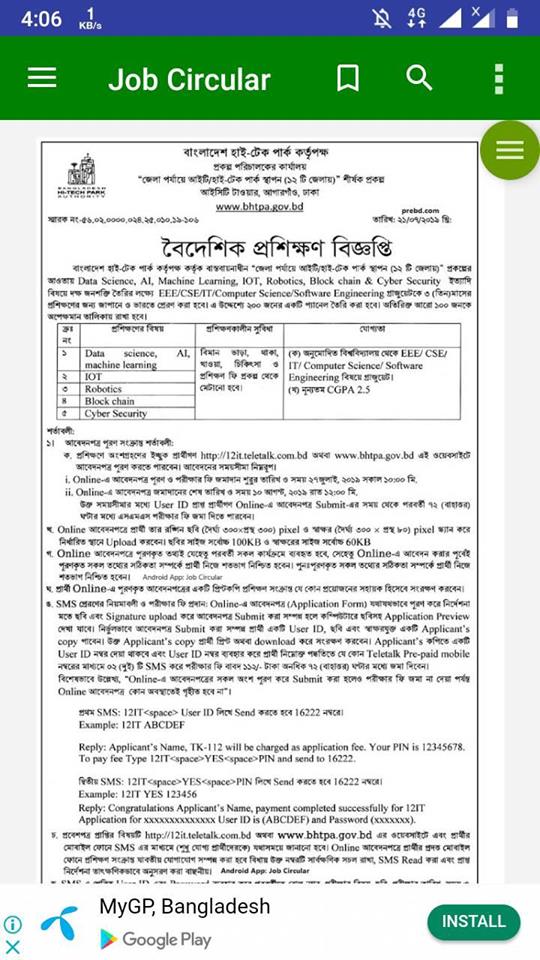 4:06
1
KB/s
4G
X
Job Circular
BANGLADESH
HI-TECH PARK
AUTHORITY
বাংলাদেশ হাই-টেক পার্ক কর্তৃপক্ষ
প্রকল্প পরিচালকের কার্যালয়
“জেলা পর্যায়ে আইটি/হাই-টেক পার্ক স্থাপন (১২ টি জেলায়)” শীর্ষক প্রকল্প
আইসিটি টাওয়ার, আগারগাঁও, ঢাকা
www.bhtpa.gov.bd
prebd.com
স্মারক নং-৫৬.০২.০০০০.০২৪.২৫.০১০.১৯-১০৬ তারিখ: ২১/০৭/২০১৯ খ্রি:
বৈদেশিক প্রশিক্ষণ বিজ্ঞপ্তি
বাংলাদেশ হাই-টেক পার্ক কর্তৃপক্ষ কর্তৃক বাস্তবায়নাধীন “জেলা পর্যায়ে আইটি/হাই-টেক পার্ক স্থাপন (১২ টি জেলায়)” প্রকল্পের
আওতায় Data Science, AI, Machine Learning, IOT, Robotics, Block chain & Cyber Security ইত্যাদি
বিষয়ে দক্ষ জনশক্তি তৈরির লক্ষ্যে EEE/CSE/IT/Computer Science/Software Engineering গ্রাজুয়েটকে ৩ (তিন)মাসের
প্রশিক্ষণের জন্য জাপানে ও ভারতে প্রেরণ করা হবে। এ উদ্দেশ্যে ২০০ জনের একটি প্যানেল তৈরি করা হবে। অতিরিক্ত আরো ১০০ জনকে
অপেক্ষমান তালিকায় রাখা হবে।
ক্রঃ নং প্রশিক্ষণের বিষয় প্রশিক্ষণকালীন সুবিধা যোগ্যতা
১ Data science, AI, machine learning
২ IOT
৩ Robotics
৪ Block chain
৫ Cyber Security
বিমান ভাড়া, থাকা,
খাওয়া, চিকিৎসা ও
প্রশিক্ষণ ফি প্রকল্প থেকে
মেটানো হবে।
(ক) অনুমোদিত বিশ্ববিদ্যালয় থেকে EEE/ CSE/
IT/ Computer Science/ Software
Engineering বিষয়ে গ্রাজুয়েট।
(খ) নূন্যতম CGPA 2.5
শর্তাবলী:
১। আবেদনপত্র পূরণ সংক্রান্ত শর্তাবলী:
ক. প্রশিক্ষণে অংশগ্রহণের ইচ্ছুক প্রার্থীগণ http://12it.teletalk.com.bd অথবা www.bhtpa.gov.bd এই ওয়েবসাইটে
আবেদনপত্র পূরণ করতে পারবেন। আবেদনের সময়সীমা নিম্নরূপ।
i. Online-এ আবেদনপত্র পূরণ ও পরীক্ষার ফি জমাদান শুরুর তারিখ ও সময় ২৭জুলাই, ২০১৯ সকাল ১০:০০ মি.
ii. Online-এ আবেদনপত্র জমাদানের শেষ তারিখ ও সময় ১০ আগষ্ট, ২০১৯ রাত ১২:০০ মি.
উক্ত সময়সীমার মধ্যে User ID প্রাপ্ত প্রার্থীগণ Online-এ আবেদনপত্র Submit-এর সময় থেকে পরবর্তী ৭২ (বাহাত্তর)
ঘন্টার মধ্যে এসএমএসে পরীক্ষার ফি জমা দিতে পারবেন।
খ. Online আবেদনপত্রে প্রার্থী তার রঙ্গিন ছবি (দৈর্ঘ্য ৩০০×প্রস্থ ৩০০) pixel ও স্বাক্ষর (দৈর্ঘ্য ৩০০ × প্রস্থ ৮০) pixel স্ক্যান করে
নির্ধারিত স্থানে Upload করবেন। ছবির সাইজ সর্বোচ্চ 100KB ও স্বাক্ষরের সাইজ সর্বোচ্চ 60KB
গ. Online আবেদনপত্রে পূরণকৃত তথ্যই যেহেতু পরবর্তী সকল কার্যক্রমে ব্যবহৃত হবে, সেহেতু Online-এ আবেদন করার পূর্বেই
পূরণকৃত সকল তথ্যের সঠিকতা সম্পর্কে প্রার্থী নিজে শতভাগ নিশ্চিত হবেন। পূনঃপূরণকৃত সকল তথ্যের সঠিকতা সম্পর্কে প্রার্থী নিজে
শতভাগ নিশ্চিত হবেন। Android App: Job Circular
ঘ. প্রার্থী Online-এ পূরণকৃত আবেদনপত্রের একটি প্রিন্টকপি প্রশিক্ষণ সংক্রান্ত যে কোন প্রয়োজনের সহায়ক হিসেবে সংরক্ষণ করবেন।
ঙ. SMS প্রেরণের নিয়মাবলী ও পরীক্ষার ফি প্রদান: Online-এ আবেদনপত্র (Application Form) যথাযথভাবে পূরণ করে নির্দেশনা
মতে ছবি এবং Signature upload করে আবেদনপত্র Submit করা সম্পন্ন হলে কম্পিউটারে ছবিসহ Application Preview
দেখা যাবে। নির্ভুলভাবে আবেদনপত্র Submit করা সম্পন্ন প্রার্থী একটি User ID, ছবি এবং স্বাক্ষরযুক্ত একটি Applicant’s
copy পাবেন। উক্ত Applicant’s copy প্রার্থী প্রিন্ট অথবা download করে সংরক্ষণ করবেন। Applicant’s কপিতে একটি
User ID নম্বর দেয়া থাকবে এবং User ID নম্বর ব্যবহার করে প্রার্থী নিম্নোক্ত পদ্ধতিতে যে কোন Teletalk Pre-paid mobile
নম্বরের মাধ্যমে ০২ (দুই) টি SMS করে পরীক্ষার ফি বাবদ ১১২/- টাকা অনধিক ৭২ (বাহাত্তর) ঘন্টার মধ্যে জমা দিবেন।
বিশেষভাবে উল্লেখ্য, “Online-এ আবেদনপত্রের সকল অংশ পূরণ করে Submit করা হলেও পরীক্ষার ফি জমা না দেয়া পর্যন্ত
Online আবেদনপত্র কোন অবস্থাতেই গৃহীত হবে না”।
প্রথম SMS: 12IT<space> User ID লিখে Send করতে হবে 16222 নম্বরে।
Example: 12IT ABCDEF
Reply: Applicant’s Name, TK-112 will be charged as application fee. Your PIN is 12345678.
To pay fee Type 12IT<space>YES<space>PIN and send to 16222.
দ্বিতীয় SMS: 12IT<space>YES<space>PIN লিখে Send করতে হবে 16222 নম্বরে।
Example: 12IT YES 123456
Reply: Congratulations Applicant’s Name, payment completed successfully for 12IT
Application for xxxxxxxxxxxxxx User ID is (ABCDEF) and Password (xxxxxxx).
চ. প্রবেশপত্র প্রাপ্তির বিষয়টি http://12it.teletalk.com.bd অথবা www.bhtpa.gov.bd এর ওয়েবসাইটে এবং প্রার্থীর
মোবাইল ফোনে SMS এর মাধ্যমে (শুধু যোগ্য প্রার্থীদেরকে) যথাসময়ে জানানো হবে। Online আবেদনপত্রে প্রার্থীর প্রদত্ত মোবাইল
ফোনে প্রশিক্ষণ সংক্রান্ত যাবতীয় যোগাযোগ সম্পন্ন করা হবে বিধায় উক্ত নম্বরটি সার্বক্ষণিক সচল রাখা, SMS Read করা এবং প্রাপ্ত
নির্দেশনা তাৎক্ষণিকভাবে অনুসরণ করা বাঞ্ছনীয়। Android App: Job Circular
MyGP, Bangladesh
Google Play
INSTALL